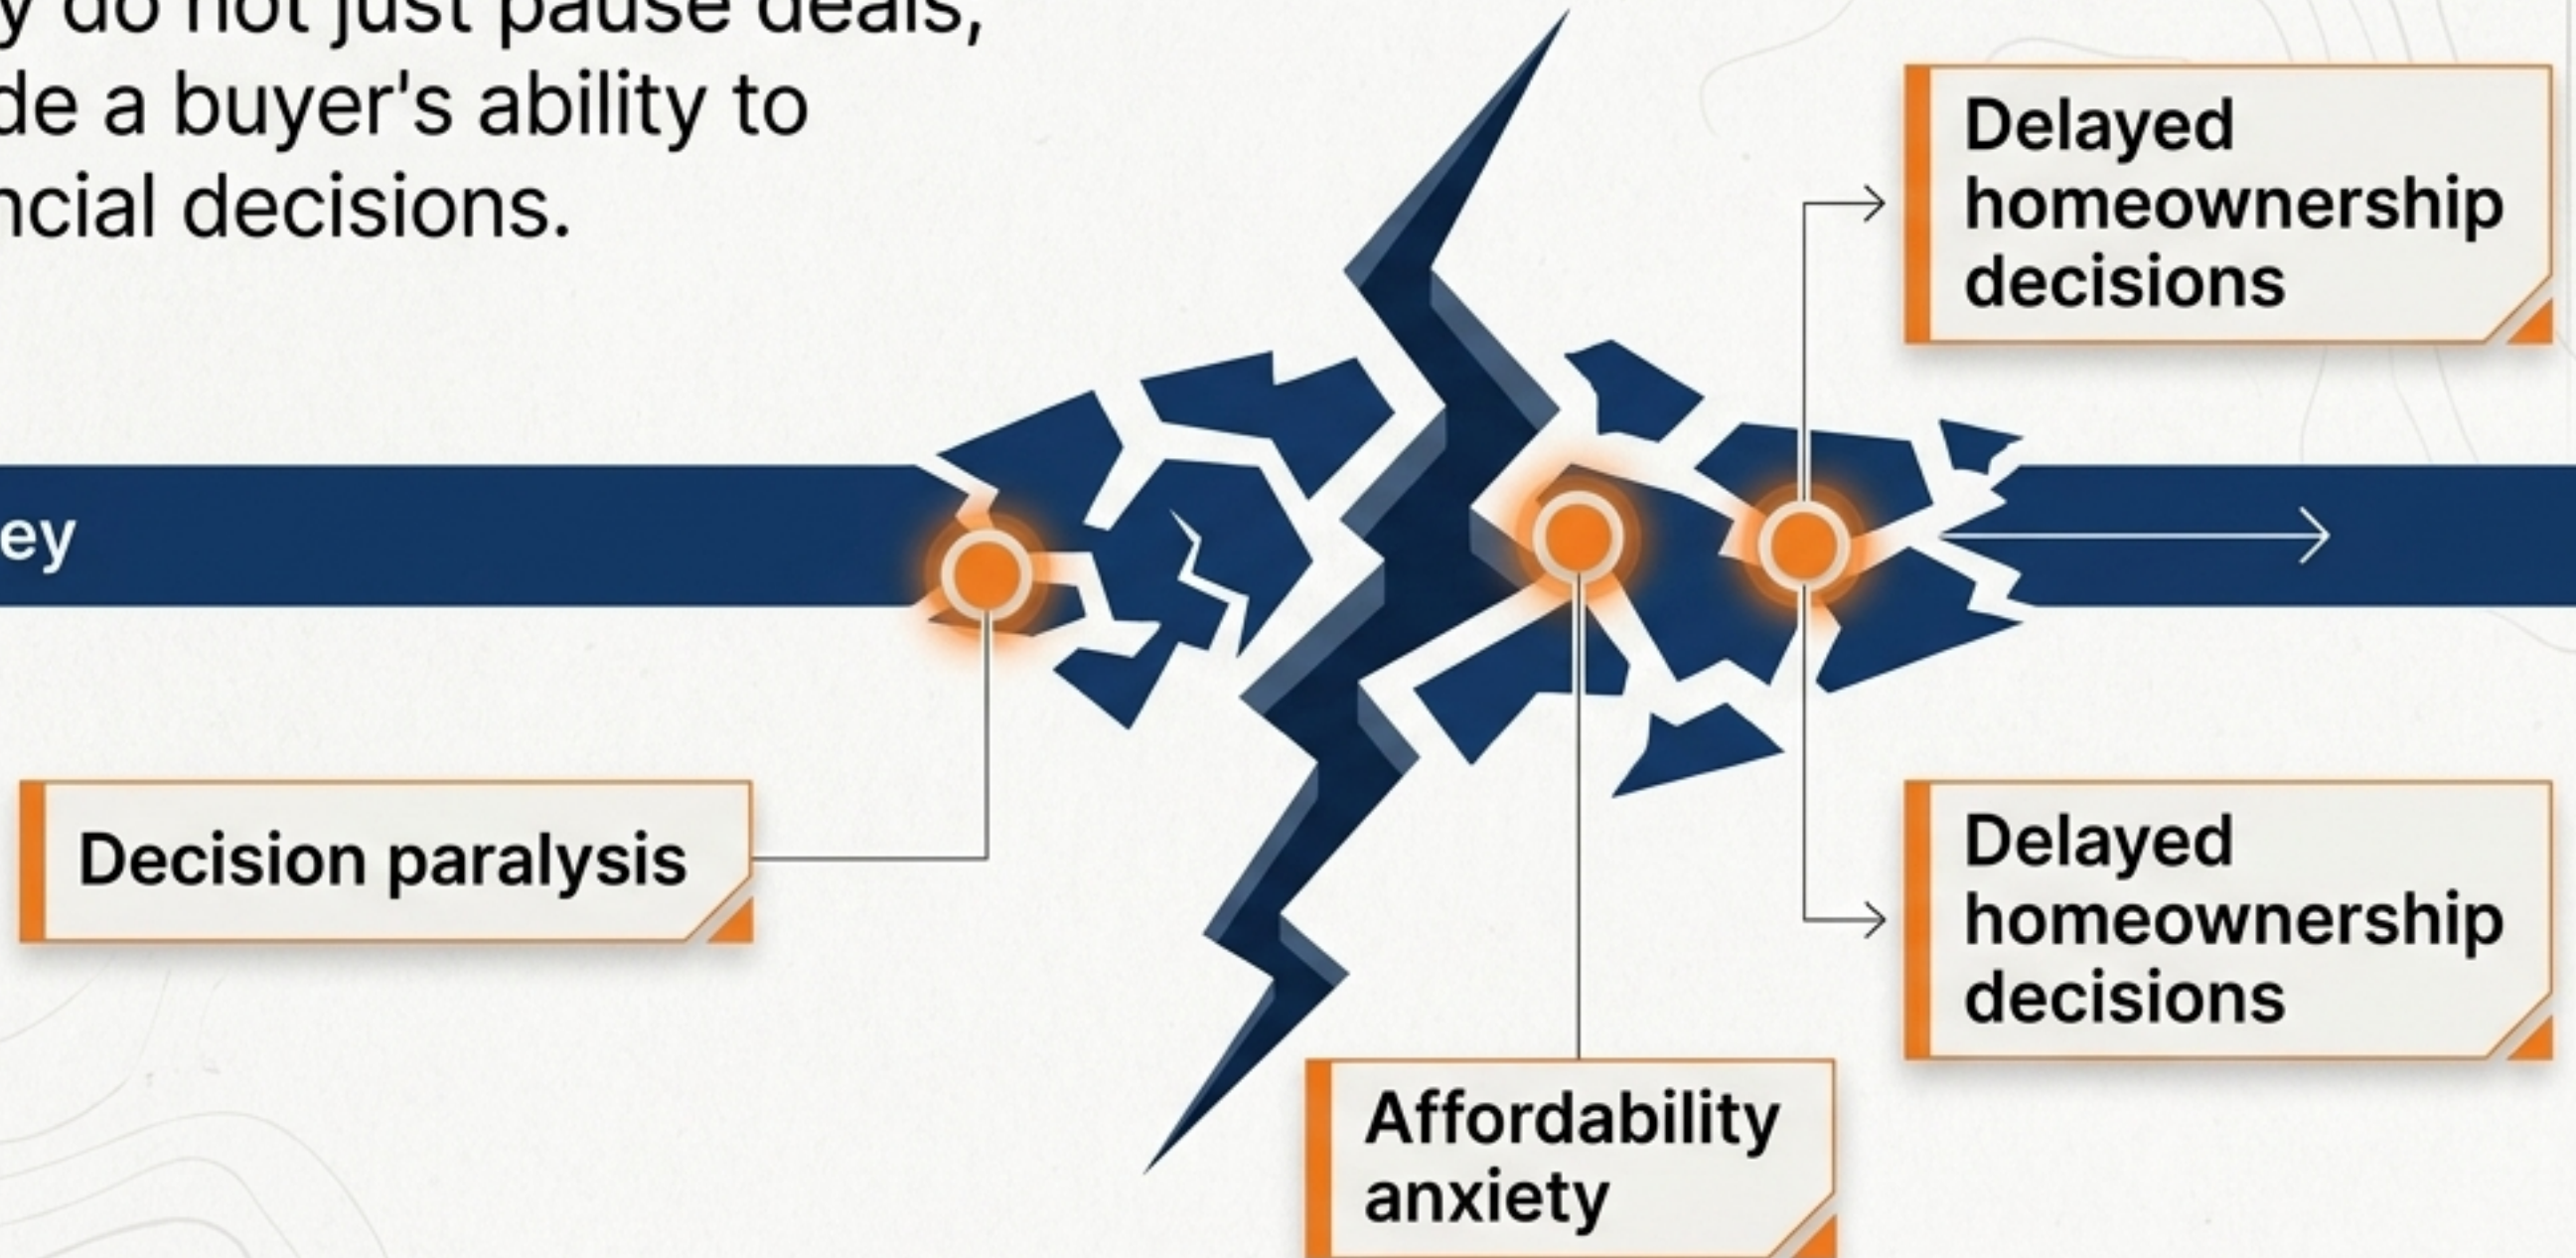 y do not just pause deals,
de a buyer's ability to
ncial decisions.
Delayed
homeownership
decisions
ey
Decision paralysis
Delayed
homeownership
decisions
Affordability
anxiety